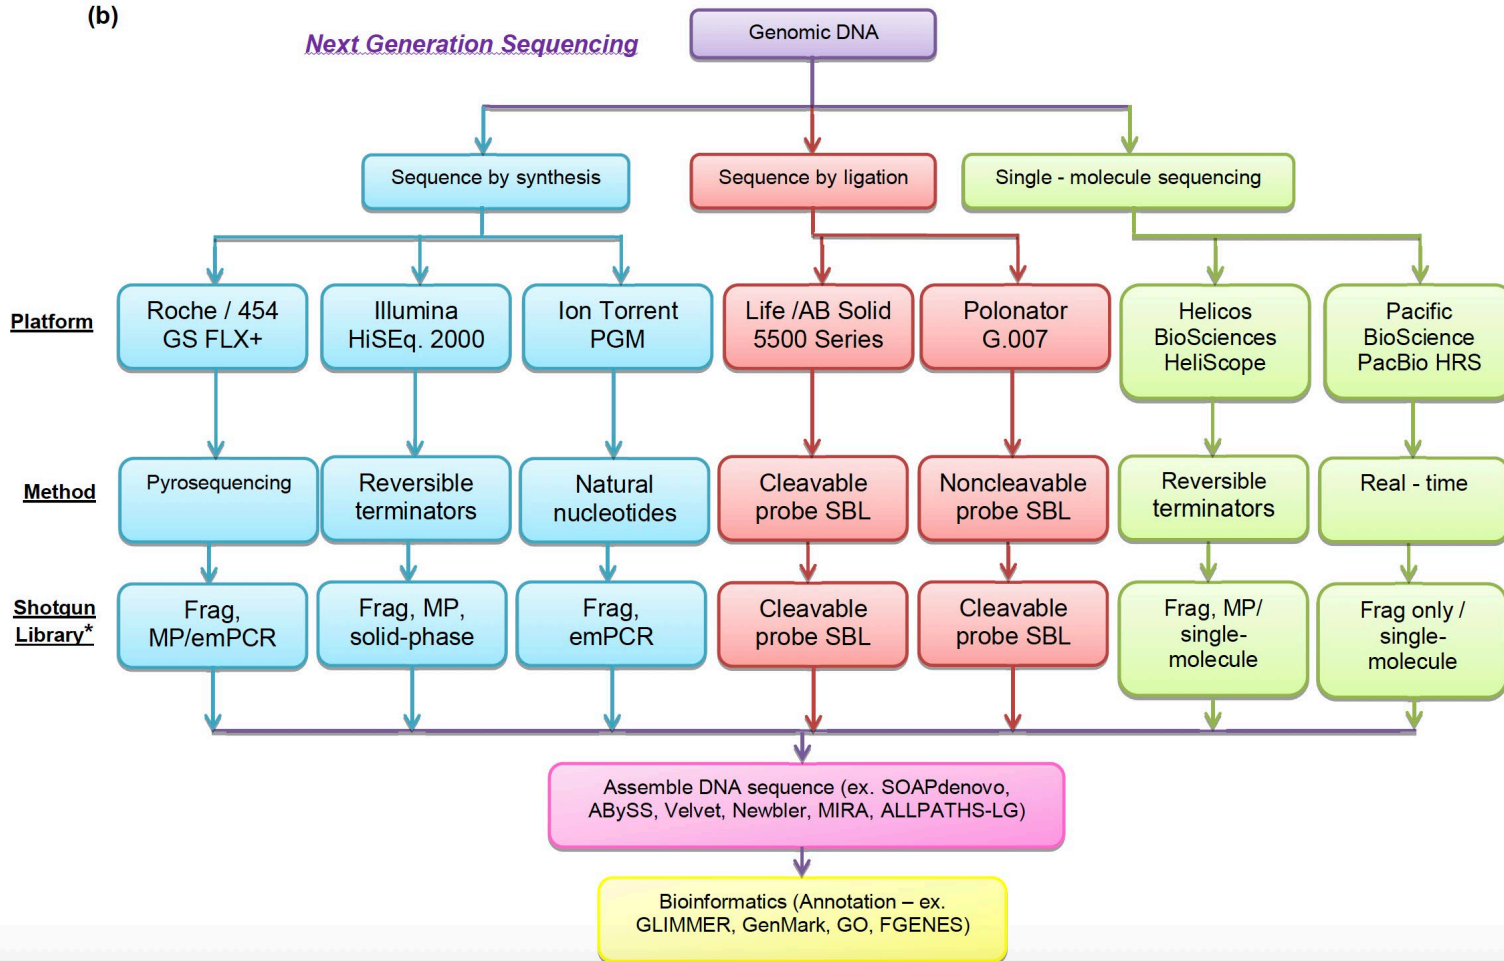 (b)
Next Generation Sequencing
Genomic DNA
Sequence by synthesis
Sequence by ligation
Single - molecule sequencing
Platform
Roche / 454
GS FLX+
Illumina
HiSEq. 2000
Ion Torrent
PGM
Life /AB Solid
5500 Series
Polonator
G.007
Helicos
BioSciences
HeliScope
Pacific
BioScience
PacBio HRS
Method
Pyrosequencing
Reversible
terminators
Natural
nucleotides
Cleavable
probe SBL
Noncleavable
probe SBL
Reversible
terminators
Real - time
Shotgun
Library*
Frag,
MP/emPCR
Frag, MP,
solid-phase
Frag,
emPCR
Cleavable
probe SBL
Cleavable
probe SBL
Frag, MP/
single-
molecule
Frag only /
single-
molecule
Assemble DNA sequence (ex. SOAPdenovo,
ABySS, Velvet, Newbler, MIRA, ALLPATHS-LG)
Bioinformatics (Annotation – ex.
GLIMMER, GenMark, GO, FGENES)